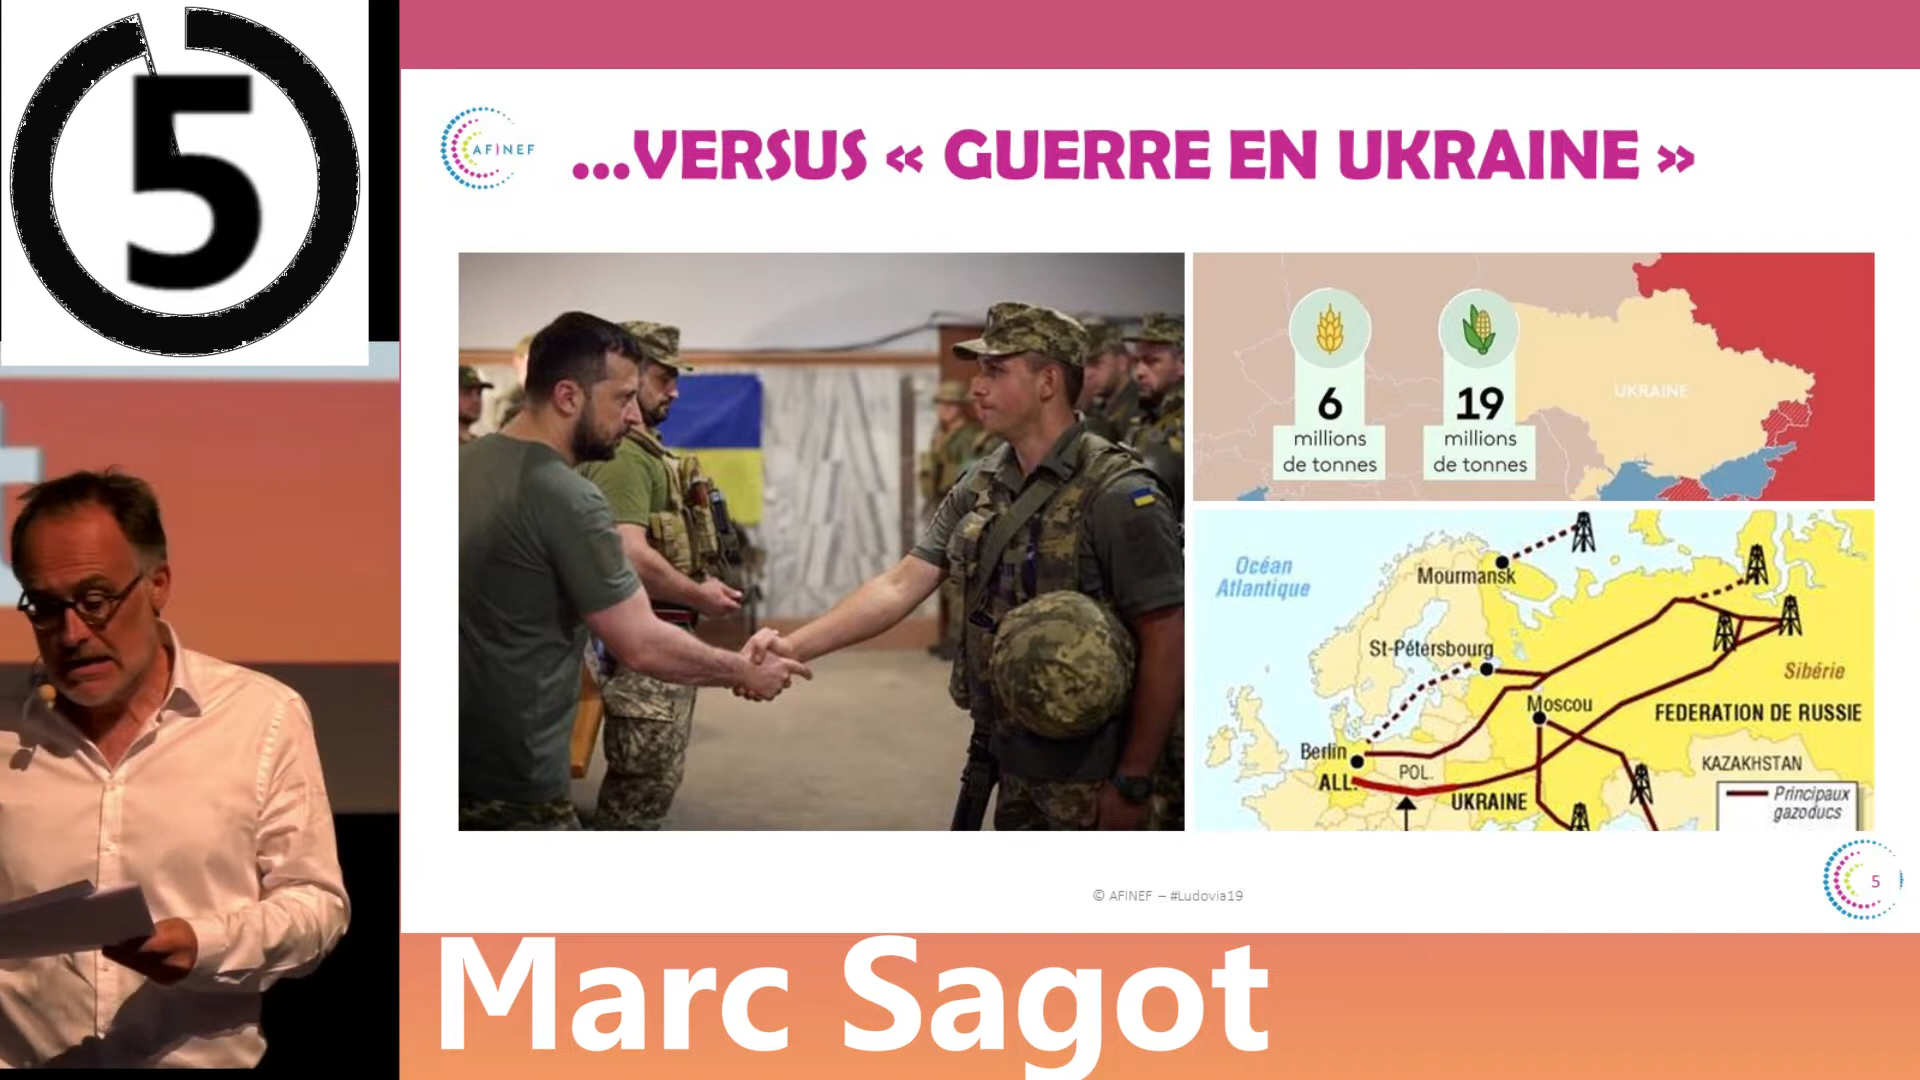 5
AFINEF
...VERSUS « GUERRE EN UKRAINE »
6
millions
de tonnes
19
millions
de tonnes
UKRAINE
Océan
Atlantique
Mourmansk
St-Pétersbourg
Sibérie
Moscou
FEDERATION DE RUSSIE
Berlin
POL.
KAZAKHSTAN
ALL.
UKRAINE
Principaux
gazoducs
© AFINEF – #Ludovia19
5
Marc Sagot